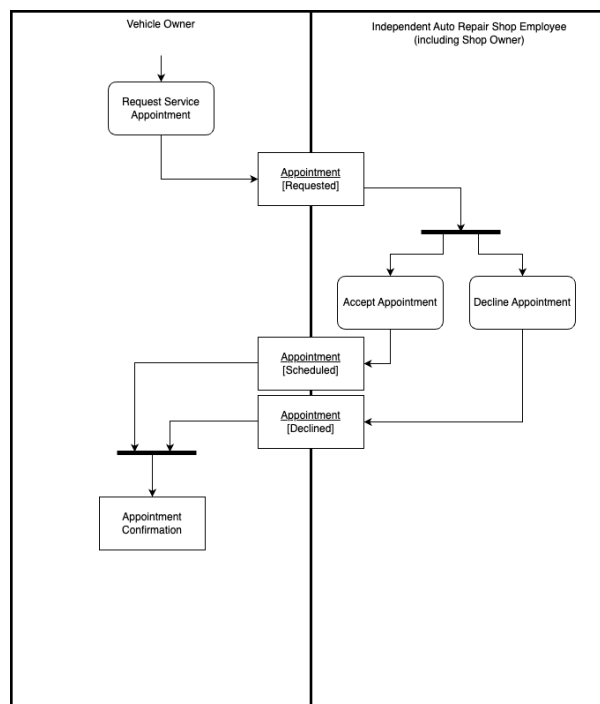 Vehicle Owner
Independent Auto Repair Shop Employee
(including Shop Owner)
Request Service
Appointment
Appointment
[Requested]
Accept Appointment
Decline Appointment
Appointment
[Scheduled]
Appointment
[Declined]
Appointment
Confirmation